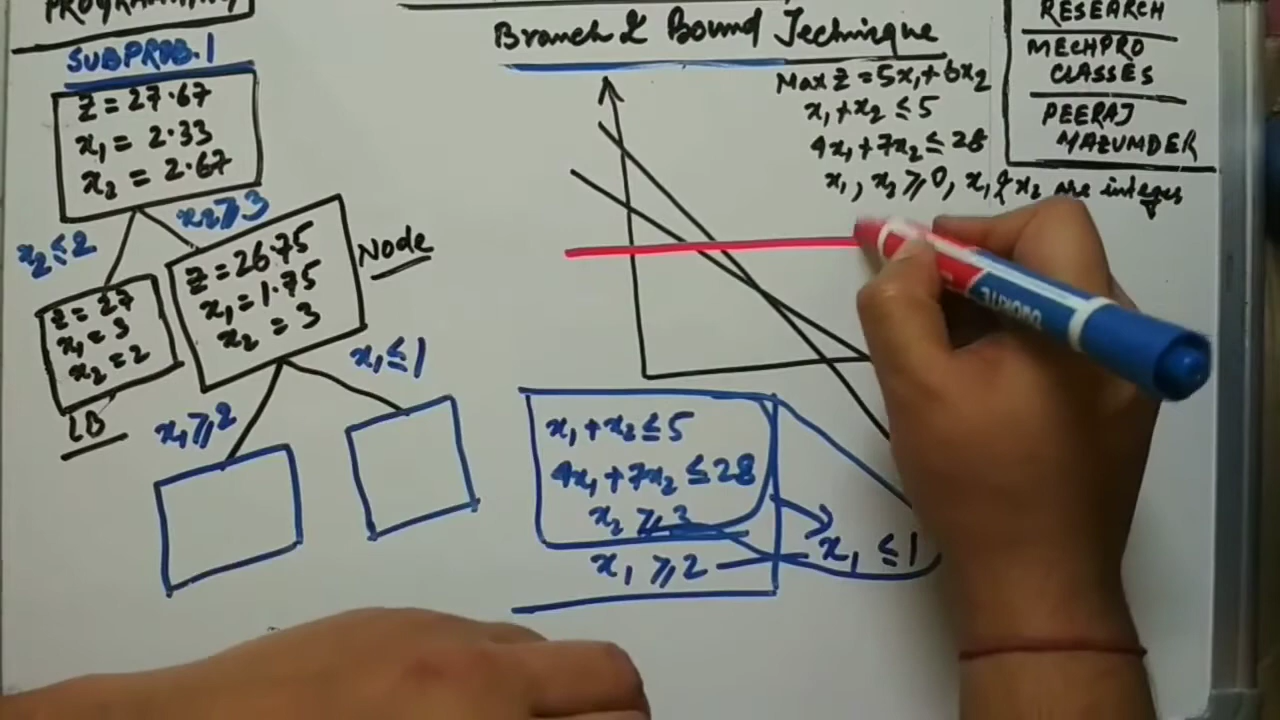 PROGRAMMING
SUBPROB.1
Z = 27.67
x₁ = 2.33
x₂ = 2.67
x₂ ≤ 2
x₂ ≥ 3
Z = 27
x₁ = 3
x₂ = 2
LB
Z = 26.75
x₁ = 1.75
x₂ = 3
Node
x₁ ≥ 2
x₁ ≤ 1
Branch & Bound Technique
Max Z = 5x₁ + 6x₂
x₁ + x₂ ≤ 5
4x₁ + 7x₂ ≤ 28
x₁, x₂ ≥ 0, x₁ & x₂ are integers
RESEARCH
MECHPRO
CLASSES
PEERAJ
MAZUMDER
x₁ + x₂ ≤ 5
4x₁ + 7x₂ ≤ 28
x₂ ≥ 3
x₁ ≥ 2
x₁ ≤ 1